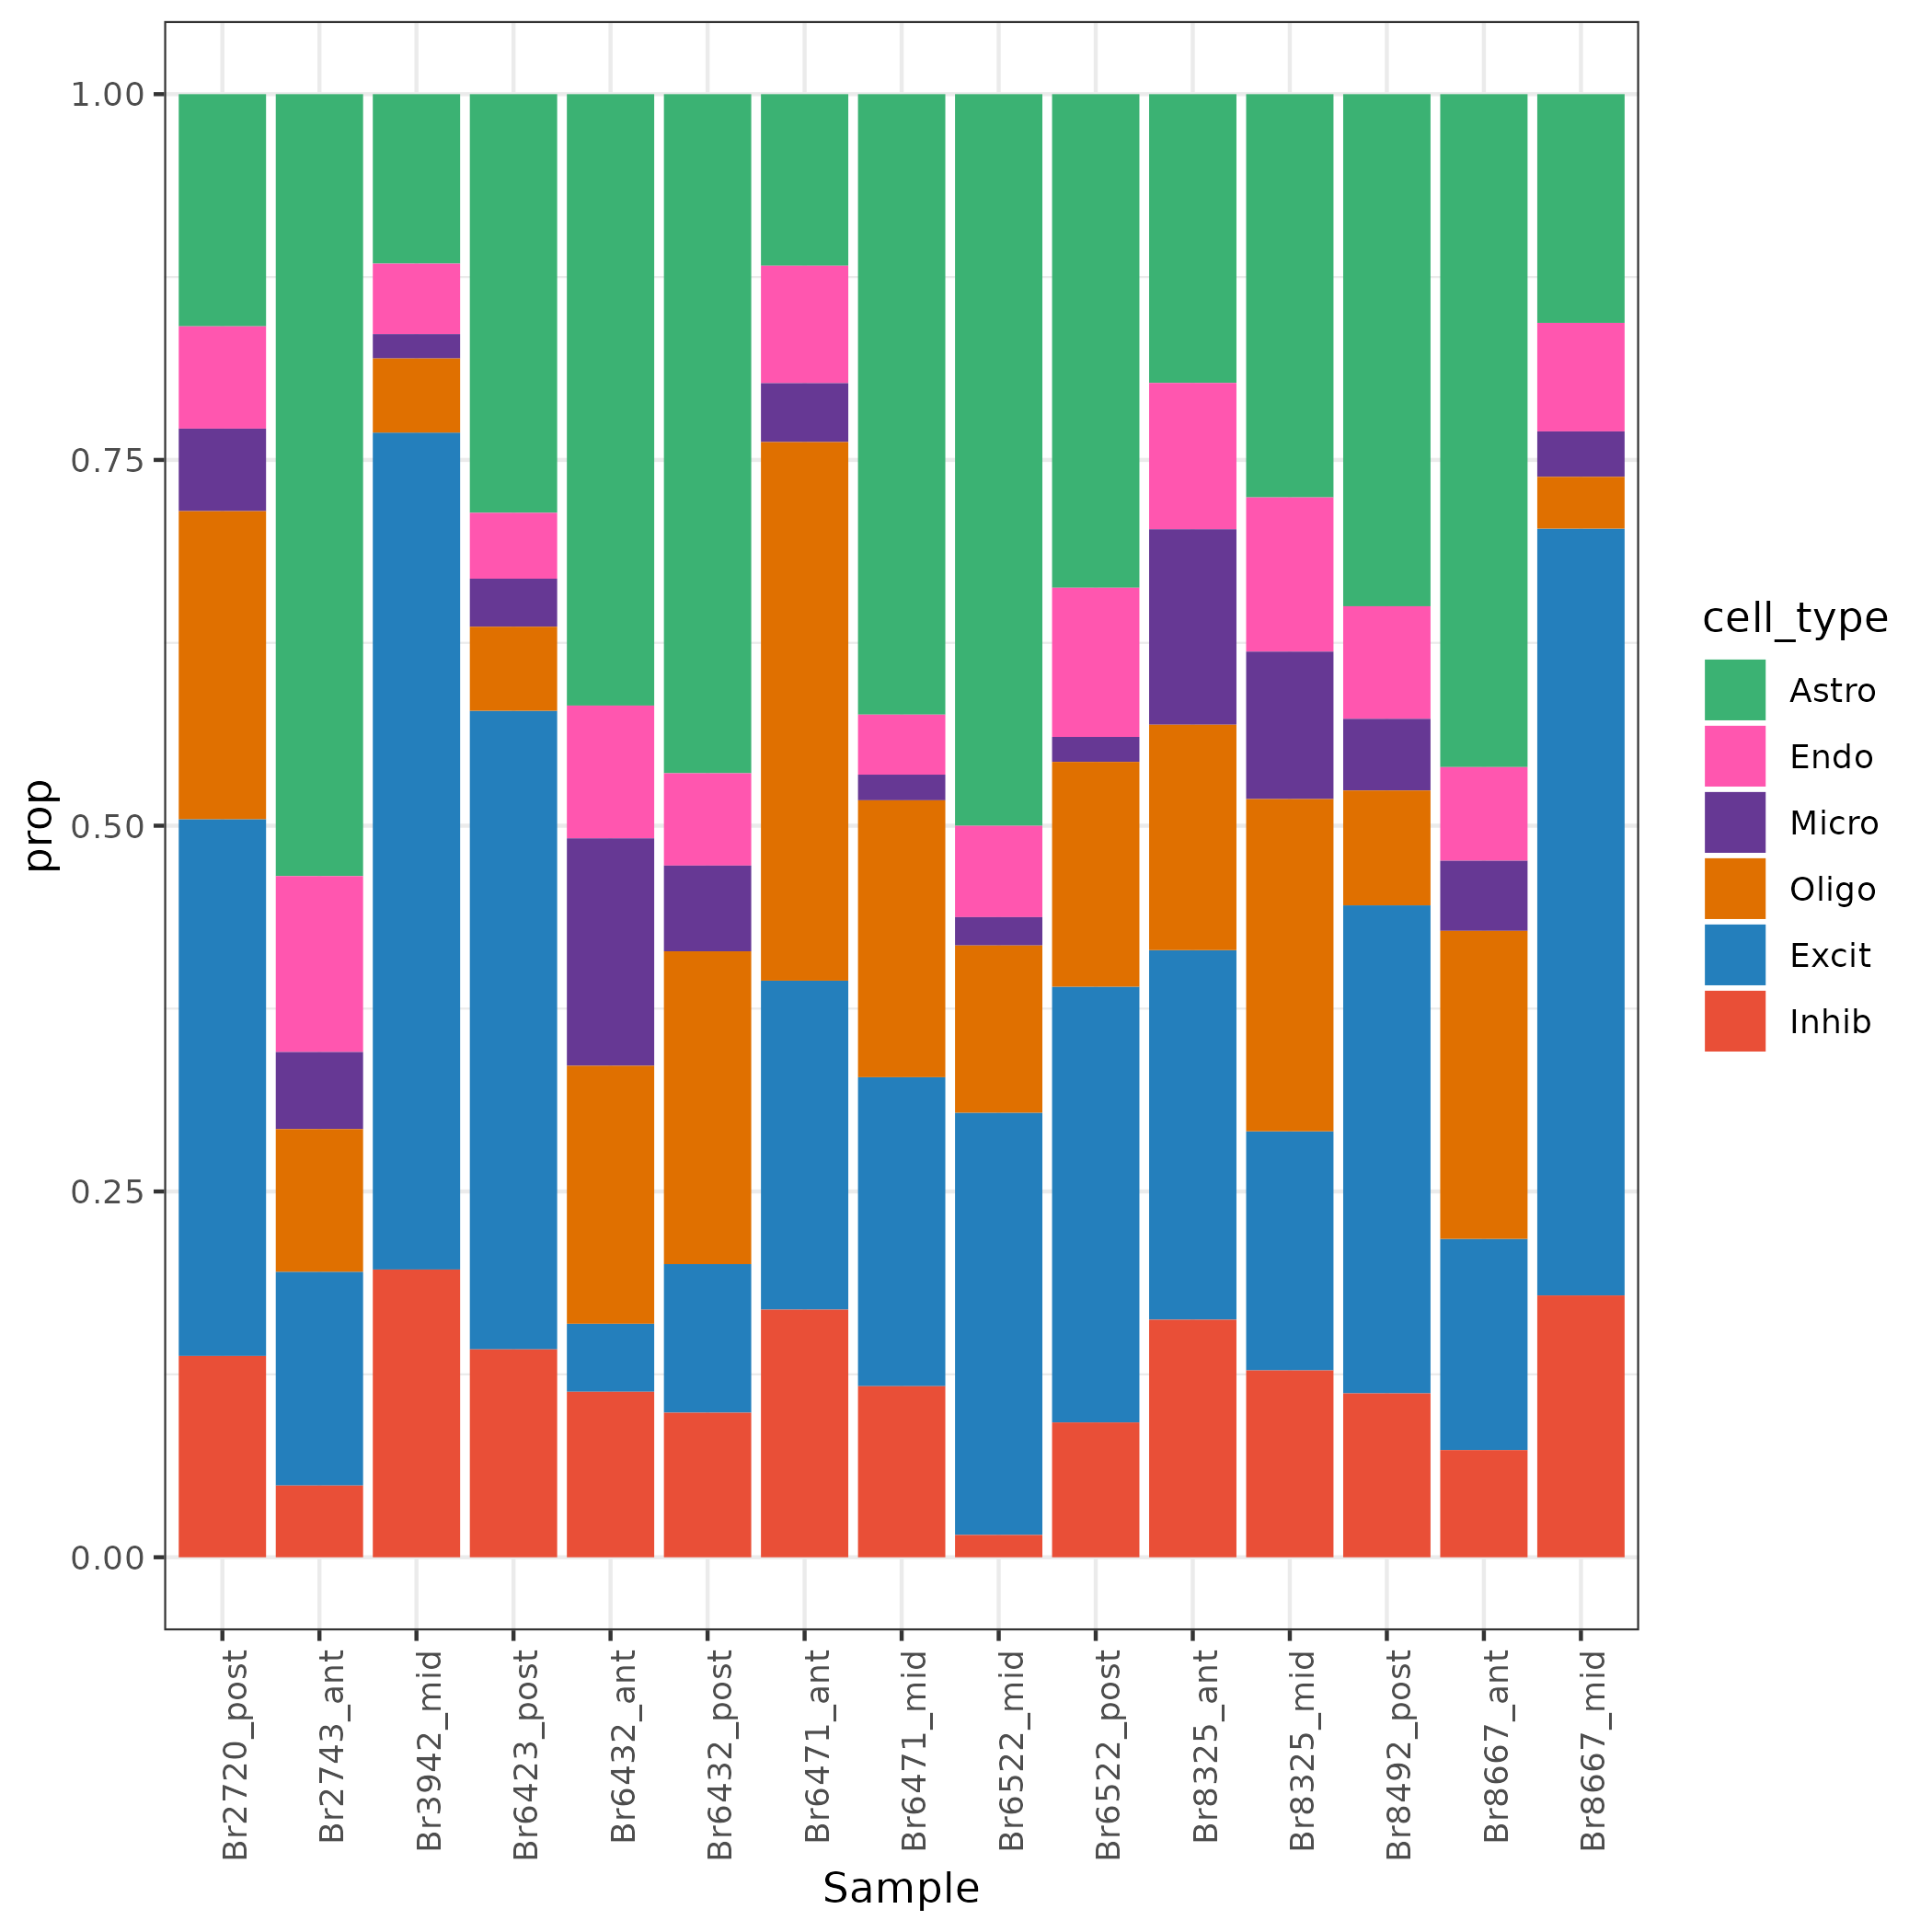 1.00
0.75
0.50
0.25
0.00
prop
Br2720_post
Br2743_ant
Br3942_mid
Br6423_post
Br6432_ant
Br6432_post
Br6471_ant
Br6471_mid
Br6522_mid
Br6522_post
Br8325_ant
Br8325_mid
Br8492_post
Br8667_ant
Br8667_mid
Sample
cell_type
Astro
Endo
Micro
Oligo
Excit
Inhib